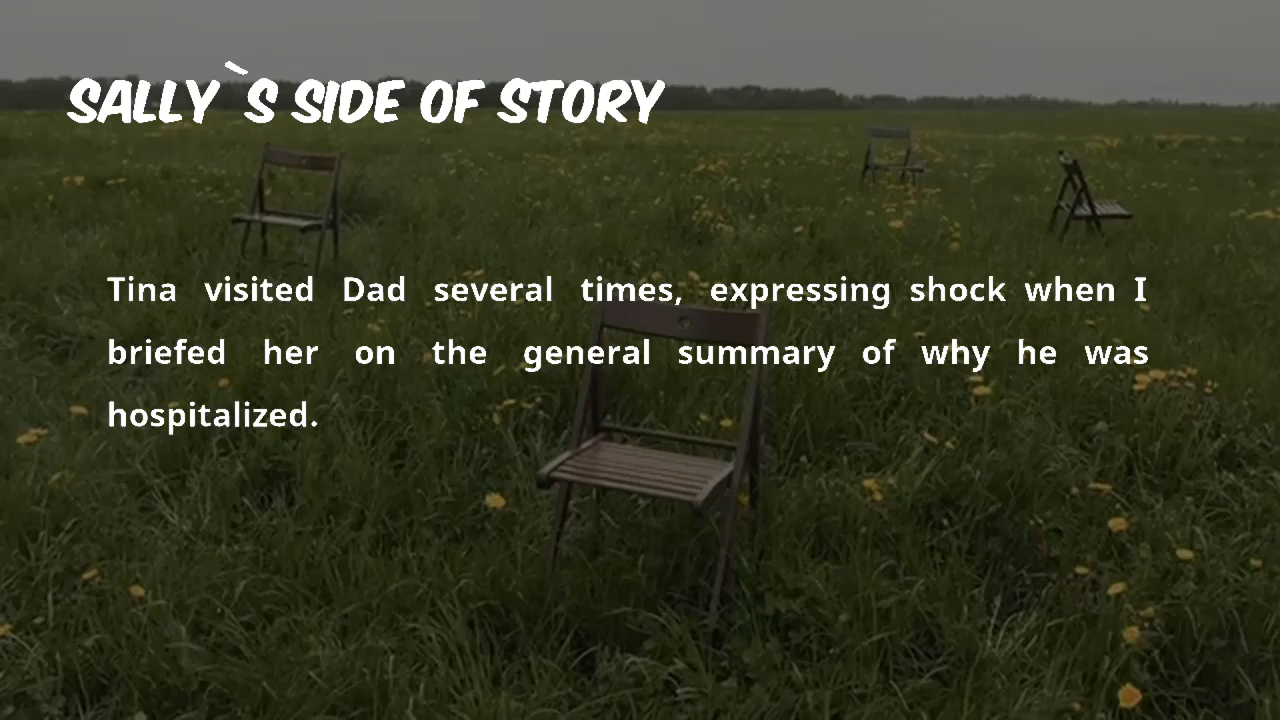 SALLY`S SIDE OF STORY
Tina visited Dad several times, expressing shock when I
briefed her on the general summary of why he was
hospitalized.